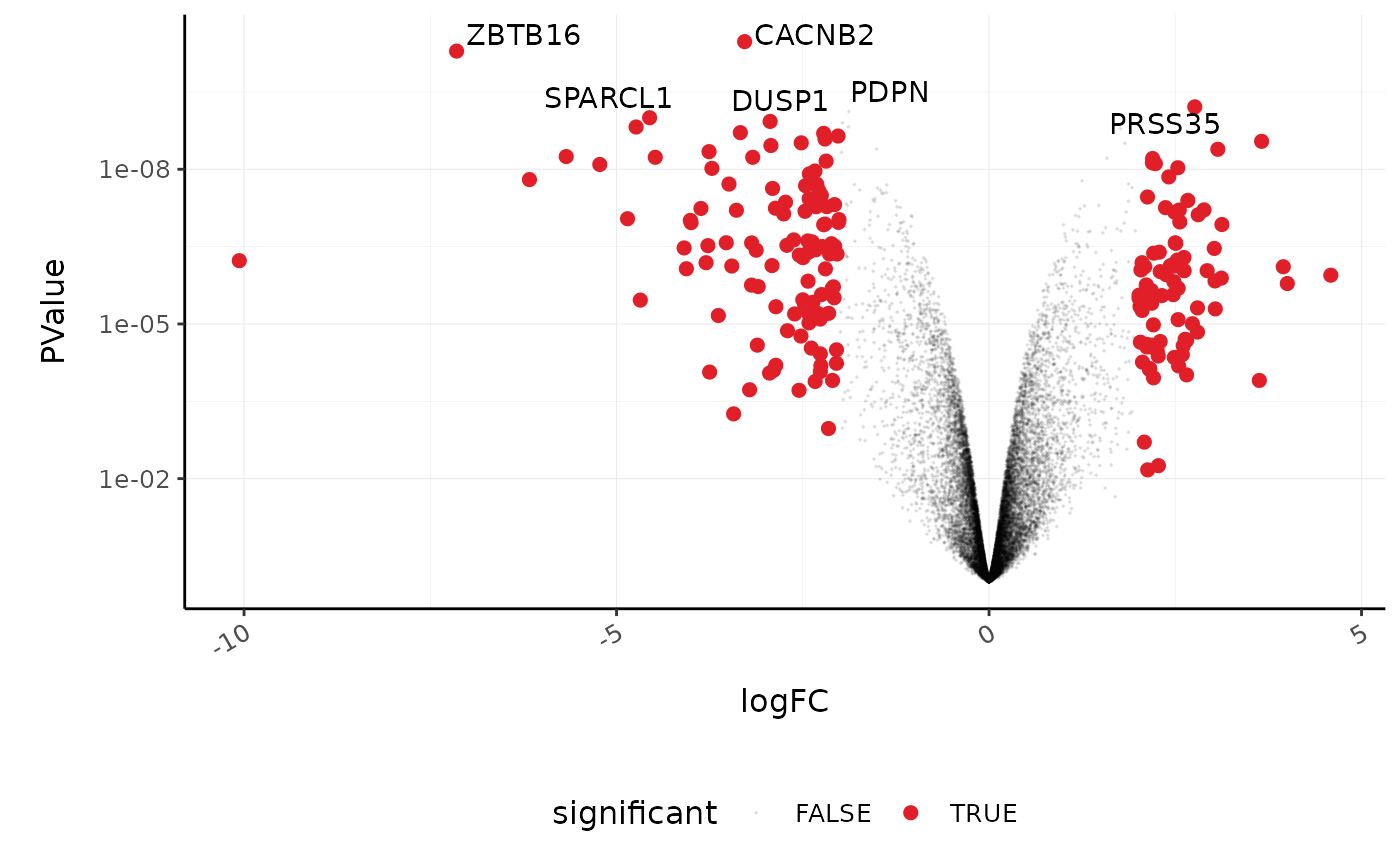 ZBTB16
CACNB2
SPARCL1
DUSP1
PDPN
PRSS35
PValue
1e-08
1e-05
1e-02
-10
-5
0
5
logFC
significant FALSE TRUE